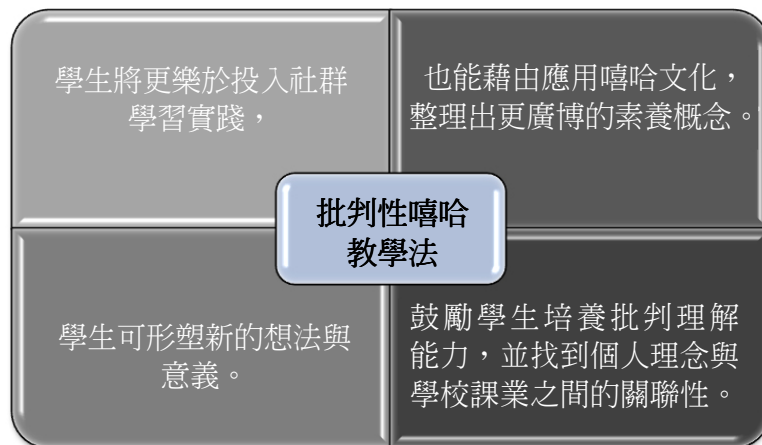 學生將更樂於投入社群
學習實踐，
也能藉由應用嘻哈文化，
整理出更廣博的素養概念。
批判性嘻哈
教學法
學生可形塑新的想法與
意義。
鼓勵學生培養批判理解
能力，並找到個人理念與
學校課業之間的關聯性。